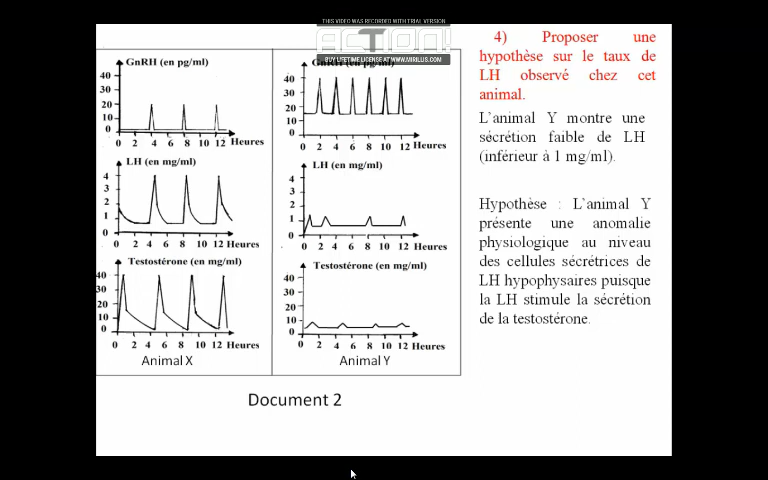 THIS VIDEO WAS RECORDED WITH TRIAL VERSION
ACTION!
BUY LIFETIME LICENSE AT WWW.MIRILLIS.COM
GnRH (en pg/ml)
40
30
20
10
0
0 2 4 6 8 10 12 Heures
LH (en mg/ml)
4
3
2
1
0
0 2 4 6 8 10 12 Heures
Testostérone (en mg/ml)
40
30
20
10
0
0 2 4 6 8 10 12 Heures
Animal X
GnRH (en pg/ml)
40
30
20
10
0
0 2 4 6 8 10 12 Heures
LH (en mg/ml)
4
3
2
1
0
0 2 4 6 8 10 12 Heures
Testostérone (en mg/ml)
40
30
20
10
0
0 2 4 6 8 10 12 Heures
Animal Y
Document 2
4) Proposer une
hypothèse sur le taux de
LH observé chez cet
animal.
L'animal Y montre une
sécrétion faible de LH
(inférieur à 1 mg/ml).
Hypothèse : L'animal Y
présente une anomalie
physiologique au niveau
des cellules sécrétrices de
LH hypophysaires puisque
la LH stimule la sécrétion
de la testostérone.